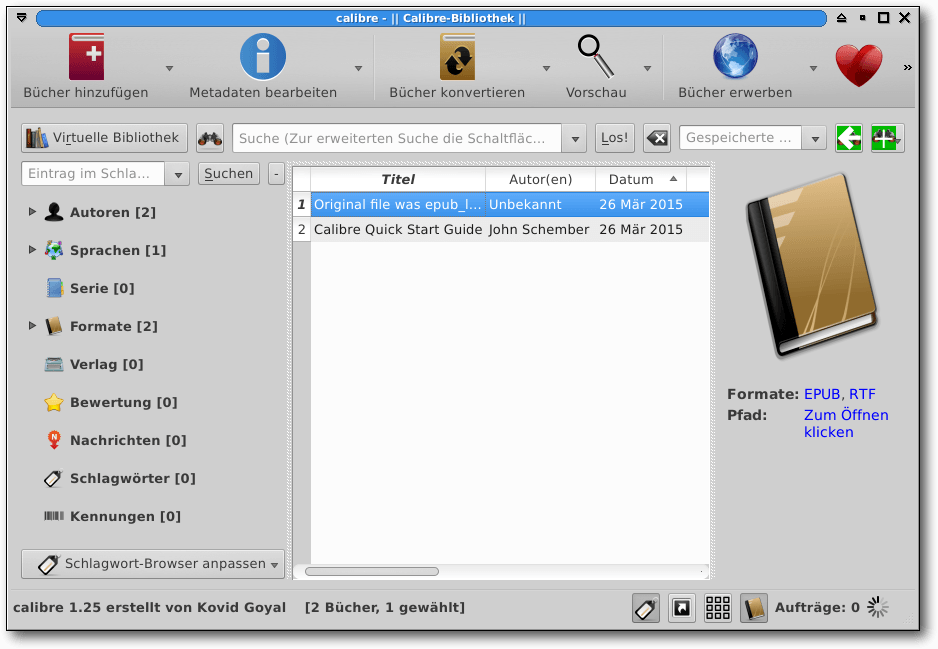 calibre - || Calibre-Bibliothek ||
Bücher hinzufügen
Metadaten bearbeiten
Bücher konvertieren
Vorschau
Bücher erwerben
»
Virtuelle Bibliothek
Suche (Zur erweiterten Suche die Schaltfläc...
Los!
Gespeicherte ...
Eintrag im Schla...
Suchen
-
Titel Autor(en) Datum
1 Original file was epub_l... Unbekannt 26 Mär 2015
2 Calibre Quick Start Guide John Schember 26 Mär 2015
Autoren [2]
Sprachen [1]
Serie [0]
Formate [2]
Verlag [0]
Bewertung [0]
N
Nachrichten [0]
Schlagwörter [0]
Kennungen [0]
Schlagwort-Browser anpassen
Formate: EPUB, RTF
Pfad: Zum Öffnen
klicken
calibre 1.25 erstellt von Kovid Goyal [2 Bücher, 1 gewählt]
Aufträge: 0